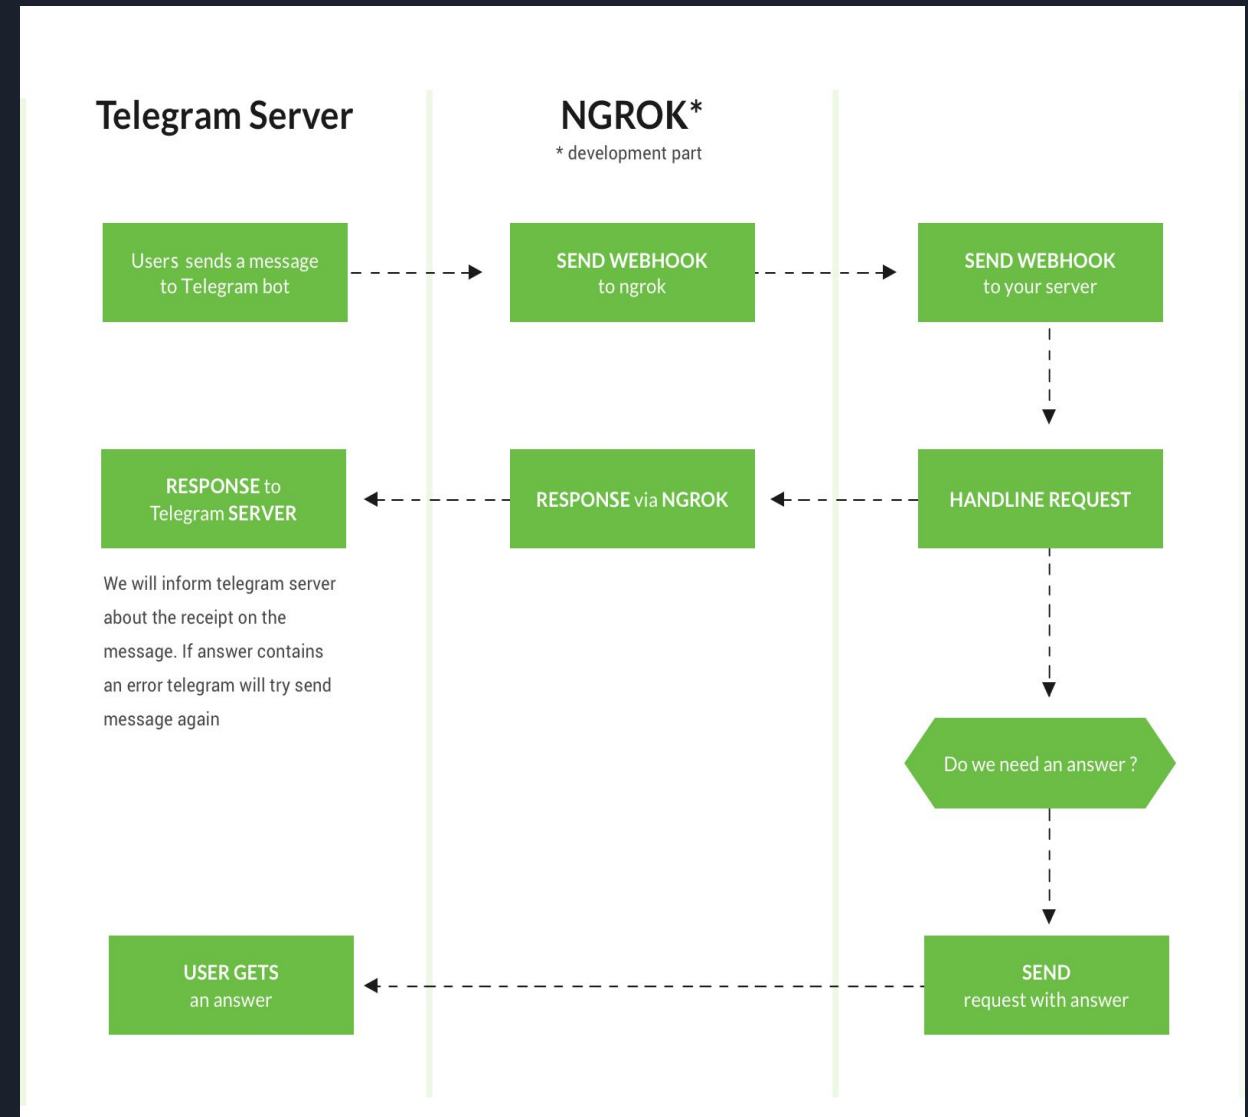 Telegram Server
NGROK*
* development part
Users sends a message
to Telegram bot
SEND WEBHOOK
to ngrok
SEND WEBHOOK
to your server
RESPONSE to
Telegram SERVER
RESPONSE via NGROK
HANDLINE REQUEST
We will inform telegram server
about the receipt on the
message. If answer contains
an error telegram will try send
message again
Do we need an answer ?
USER GETS
an answer
SEND
request with answer